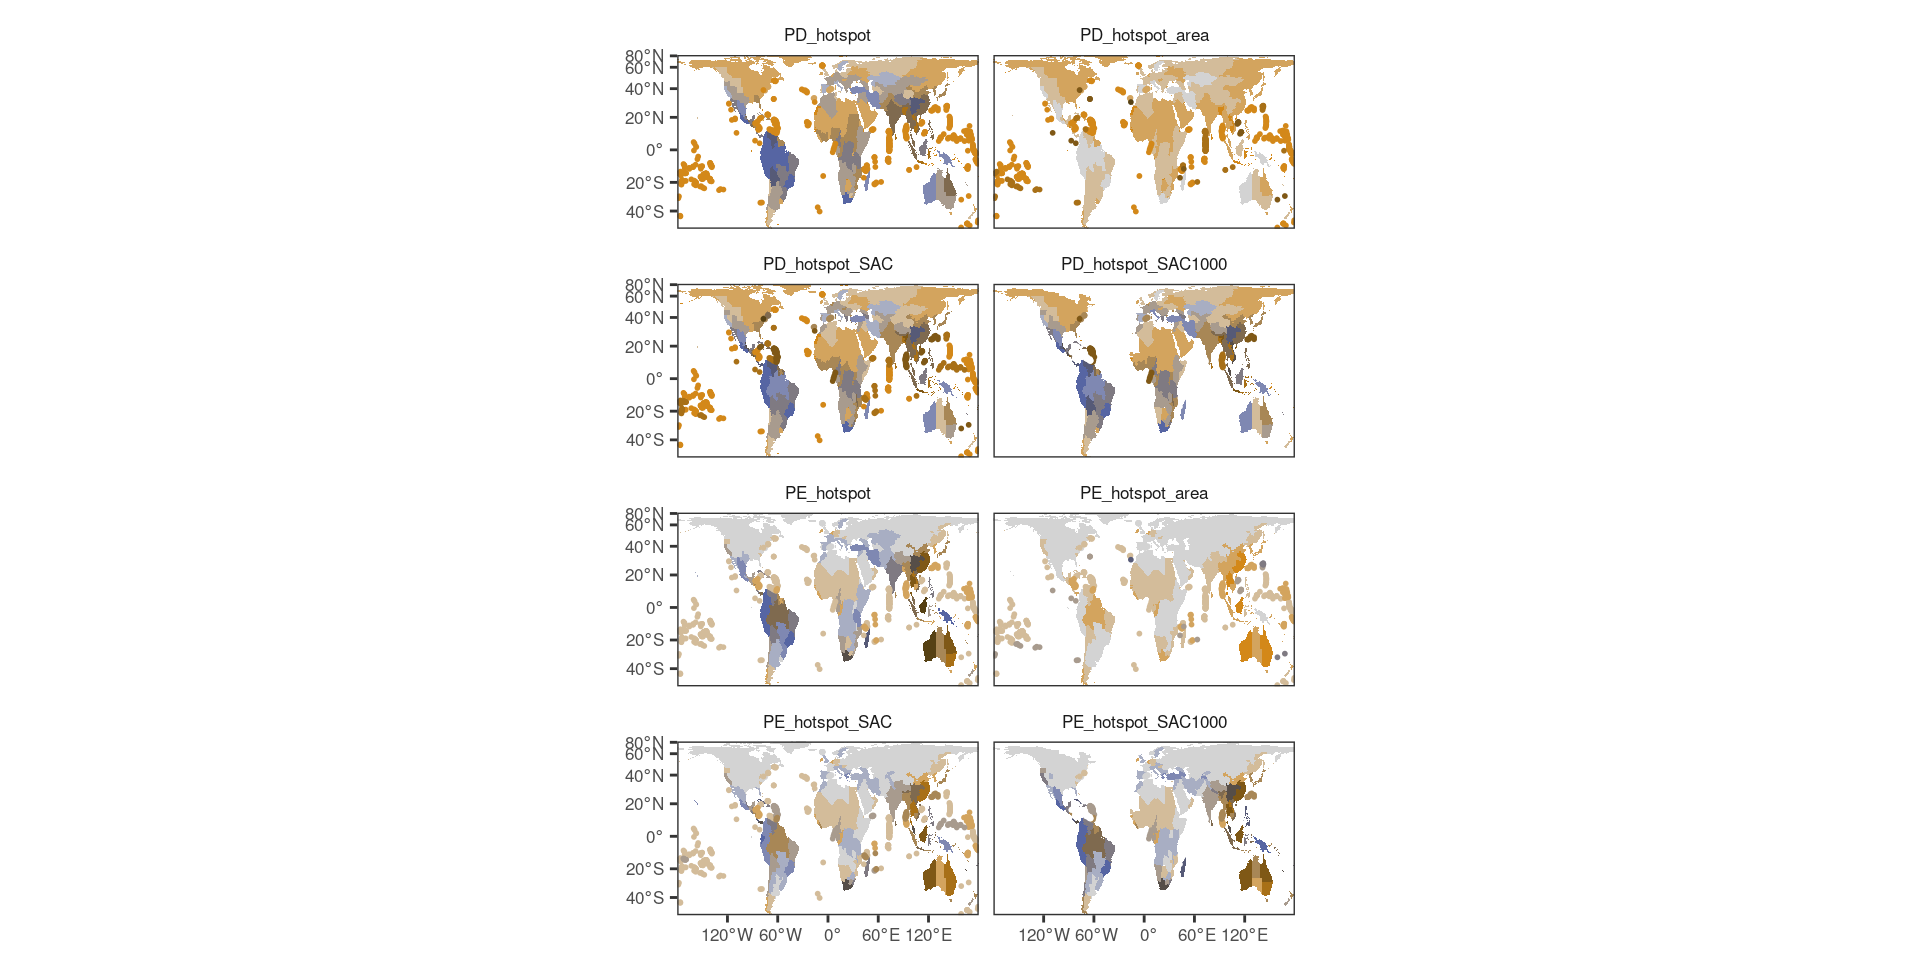 PD_hotspot PD_hotspot_area
80°N
60°N
40°N
20°N
0°
20°S
40°S
PD_hotspot_SAC PD_hotspot_SAC1000
80°N
60°N
40°N
20°N
0°
20°S
40°S
PE_hotspot PE_hotspot_area
80°N
60°N
40°N
20°N
0°
20°S
40°S
PE_hotspot_SAC PE_hotspot_SAC1000
80°N
60°N
40°N
20°N
0°
20°S
40°S
120°W 60°W 0° 60°E 120°E 120°W 60°W 0° 60°E 120°E